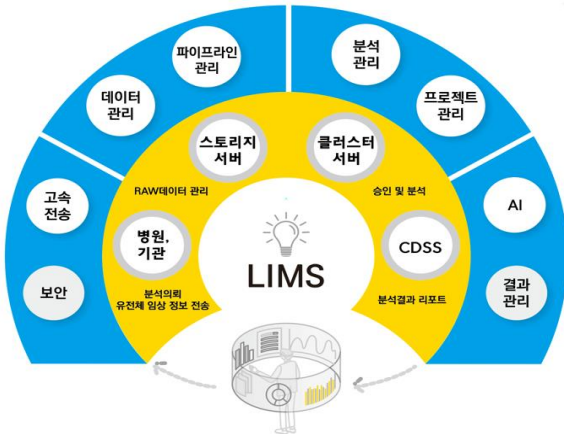 파이프라인
관리
분석
관리
데이터
관리
프로젝트
관리
스토리지
서버
클러스터
서버
RAW데이터 관리
승인 및 분석
고속
전송
AI
병원,
기관
CDSS
LIMS
보안
결과
관리
분석의뢰
유전체 임상 정보 전송
분석결과 리포트